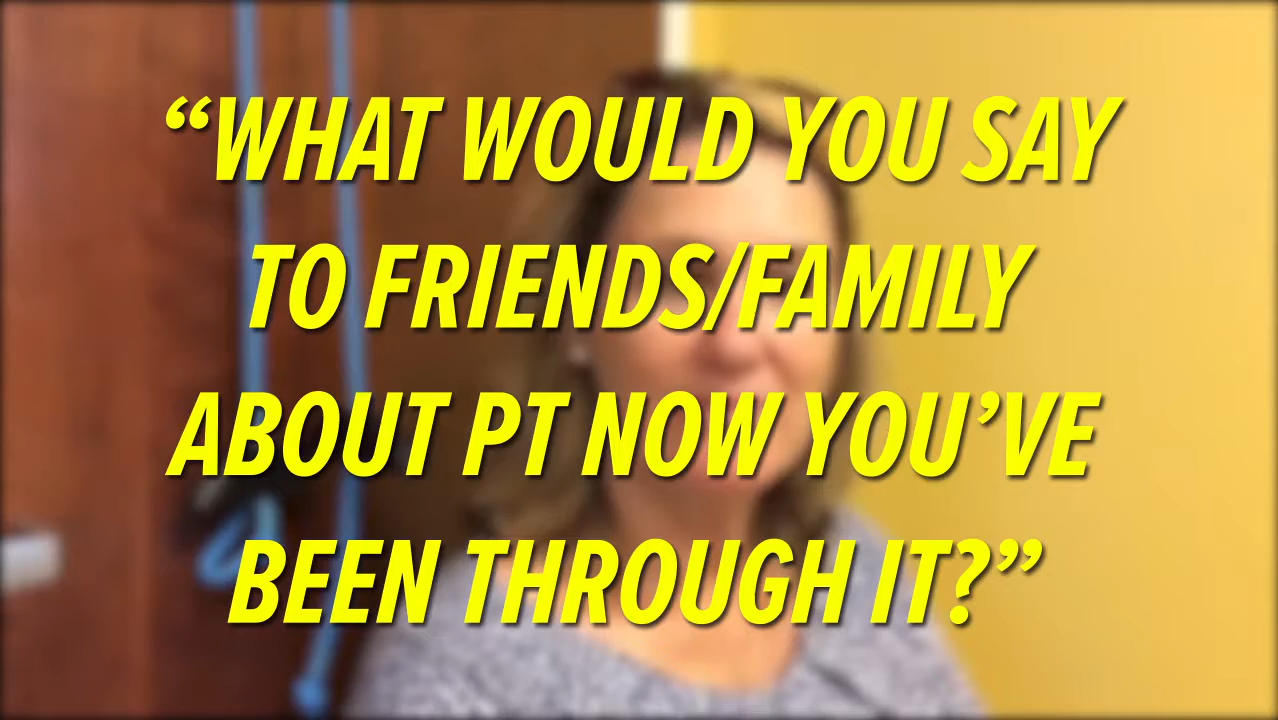 “WHAT WOULD YOU SAY
TO FRIENDS/FAMILY
ABOUT PT NOW YOU’VE
BEEN THROUGH IT?”